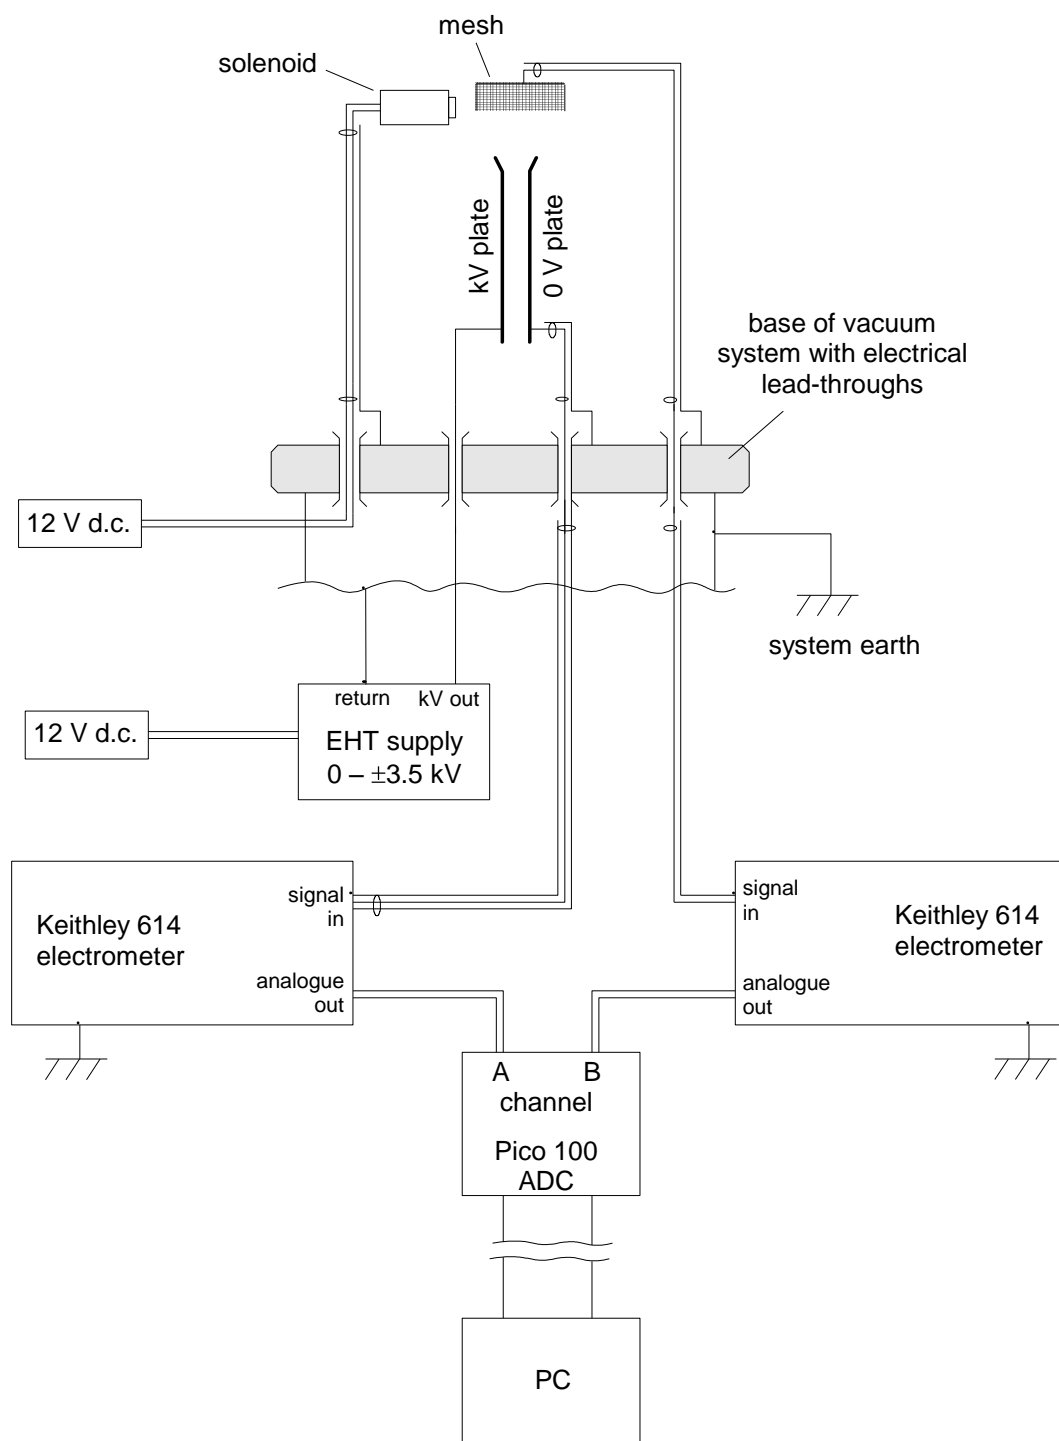 mesh
solenoid
kV plate
0 V plate
base of vacuum
system with electrical
lead-throughs
12 V d.c.
system earth
return
kV out
12 V d.c.
EHT supply
0 – ±3.5 kV
signal
in
Keithley 614
electrometer
analogue
out
signal
in
Keithley 614
electrometer
analogue
out
A
B
channel
Pico 100
ADC
PC